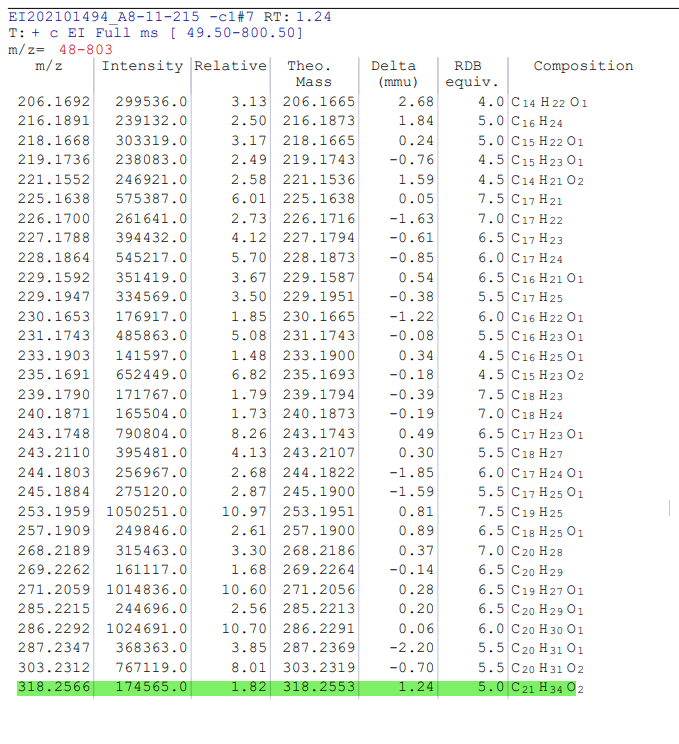 EI202101494_A8-11-215 -c1#7 RT: 1.24
T: + c EI Full ms [ 49.50-800.50]
m/z= 48-803
m/z Intensity Relative Theo. Delta RDB Composition
Mass (mmu) equiv.
206.1692 299536.0 3.13 206.1665 2.68 4.0 C14 H22 O1
216.1891 239132.0 2.50 216.1873 1.84 5.0 C16 H24
218.1668 303319.0 3.17 218.1665 0.24 5.0 C15 H22 O1
219.1736 238083.0 2.49 219.1743 -0.76 4.5 C15 H23 O1
221.1552 246921.0 2.58 221.1536 1.59 4.5 C14 H21 O2
225.1638 575387.0 6.01 225.1638 0.05 7.5 C17 H21
226.1700 261641.0 2.73 226.1716 -1.63 7.0 C17 H22
227.1788 394432.0 4.12 227.1794 -0.61 6.5 C17 H23
228.1864 545217.0 5.70 228.1873 -0.85 6.0 C17 H24
229.1592 351419.0 3.67 229.1587 0.54 6.5 C16 H21 O1
229.1947 334569.0 3.50 229.1951 -0.38 5.5 C17 H25
230.1653 176917.0 1.85 230.1665 -1.22 6.0 C16 H22 O1
231.1743 485863.0 5.08 231.1743 -0.08 5.5 C16 H23 O1
233.1903 141597.0 1.48 233.1900 0.34 4.5 C16 H25 O1
235.1691 652449.0 6.82 235.1693 -0.18 4.5 C15 H23 O2
239.1790 171767.0 1.79 239.1794 -0.39 7.5 C18 H23
240.1871 165504.0 1.73 240.1873 -0.19 7.0 C18 H24
243.1748 790804.0 8.26 243.1743 0.49 6.5 C17 H23 O1
243.2110 395481.0 4.13 243.2107 0.30 5.5 C18 H27
244.1803 256967.0 2.68 244.1822 -1.85 6.0 C17 H24 O1
245.1884 275120.0 2.87 245.1900 -1.59 5.5 C17 H25 O1
253.1959 1050251.0 10.97 253.1951 0.81 7.5 C19 H25
257.1909 249846.0 2.61 257.1900 0.89 6.5 C18 H25 O1
268.2189 315463.0 3.30 268.2186 0.37 7.0 C20 H28
269.2262 161117.0 1.68 269.2264 -0.14 6.5 C20 H29
271.2059 1014836.0 10.60 271.2056 0.28 6.5 C19 H27 O1
285.2215 244696.0 2.56 285.2213 0.20 6.5 C20 H29 O1
286.2292 1024691.0 10.70 286.2291 0.06 6.0 C20 H30 O1
287.2347 368363.0 3.85 287.2369 -2.20 5.5 C20 H31 O1
303.2312 767119.0 8.01 303.2319 -0.70 5.5 C20 H31 O2
318.2566 174565.0 1.82 318.2553 1.24 5.0 C21 H34 O2